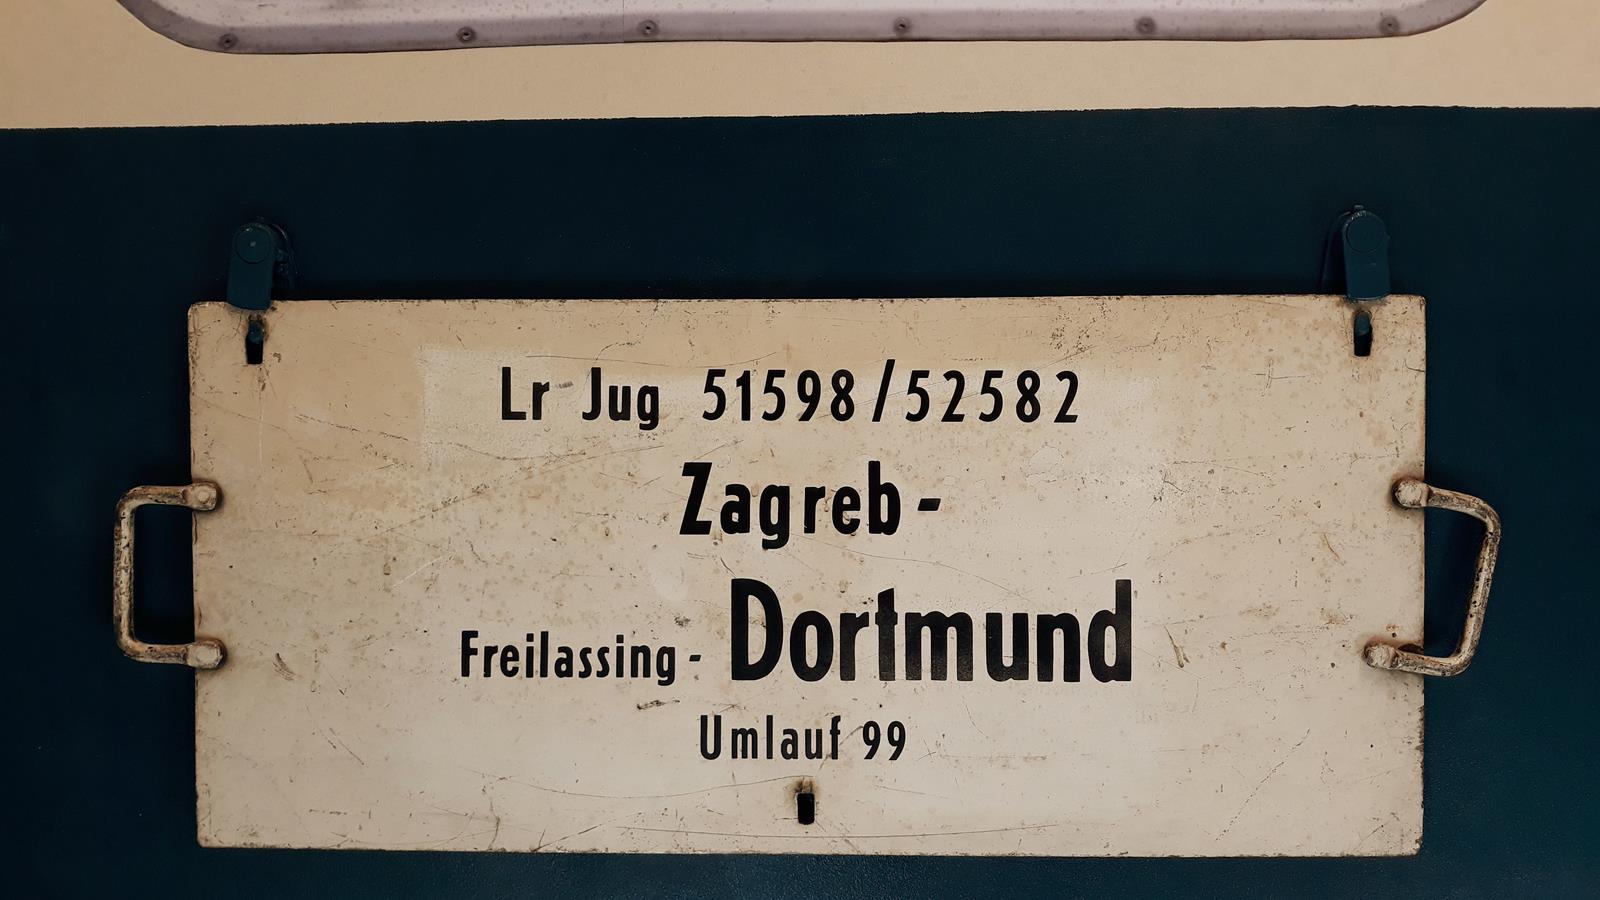 Lr Jug 51598/52582
Zagreb-
Freilassing- Dortmund
Umlauf 99